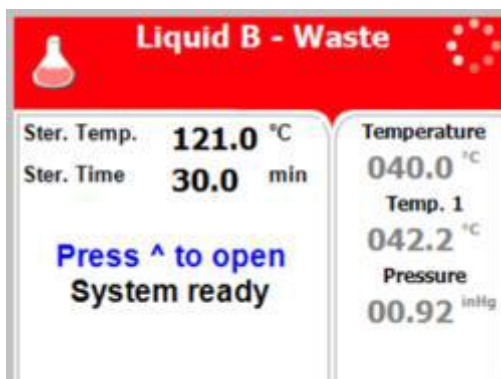 Liquid B - Waste
Ster. Temp. 121.0 °C
Ster. Time 30.0 min
Press ^ to open
System ready
Temperature
040.0 °C
Temp. 1
042.2 °C
Pressure
00.92 inHg